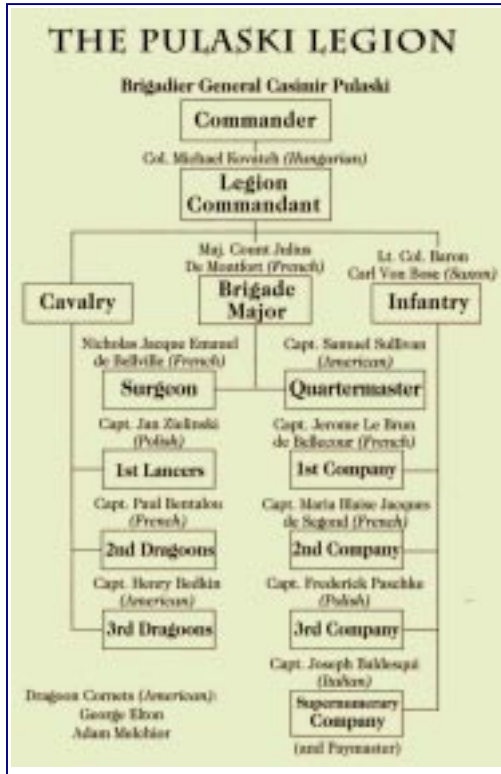 THE PULASKI LEGION
Brigadier General Casimir Pulaski
Commander
Col. Michael Kovatch (Hungarian)
Legion
Commandant
Maj. Count Julius
De Montfort (French)
Brigade
Major
Lt. Col. Baron
Carl Von Bose (Saxon)
Cavalry
Infantry
Nicholas Jacque Emanuel
de Bellville (French)
Surgeon
Capt. Samuel Sullivan
(American)
Quartermaster
Capt. Jan Zielinski
(Polish)
1st Lancers
Capt. Jerome Le Brun
de Bellecour (French)
1st Company
Capt. Paul Bentalou
(French)
2nd Dragoons
Capt. Maria Blaise Jacques
de Segond (French)
2nd Company
Capt. Henry Bedkin
(American)
3rd Dragoons
Capt. Frederick Paschke
(Polish)
3rd Company
Capt. Joseph Baldesqui
(Italian)
Supernumerary
Company
(and Paymaster)
Dragoon Cornets (American):
George Elton
Adam Melchior